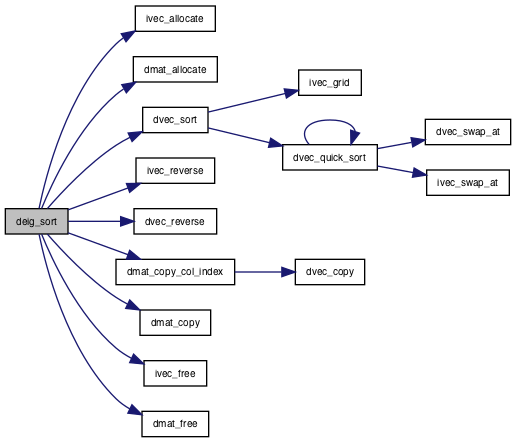 ivec_allocate
dmat_allocate
dvec_sort
ivec_grid
dvec_quick_sort
dvec_swap_at
ivec_swap_at
ivec_reverse
deig_sort
dvec_reverse
dmat_copy_col_index
dvec_copy
dmat_copy
ivec_free
dmat_free